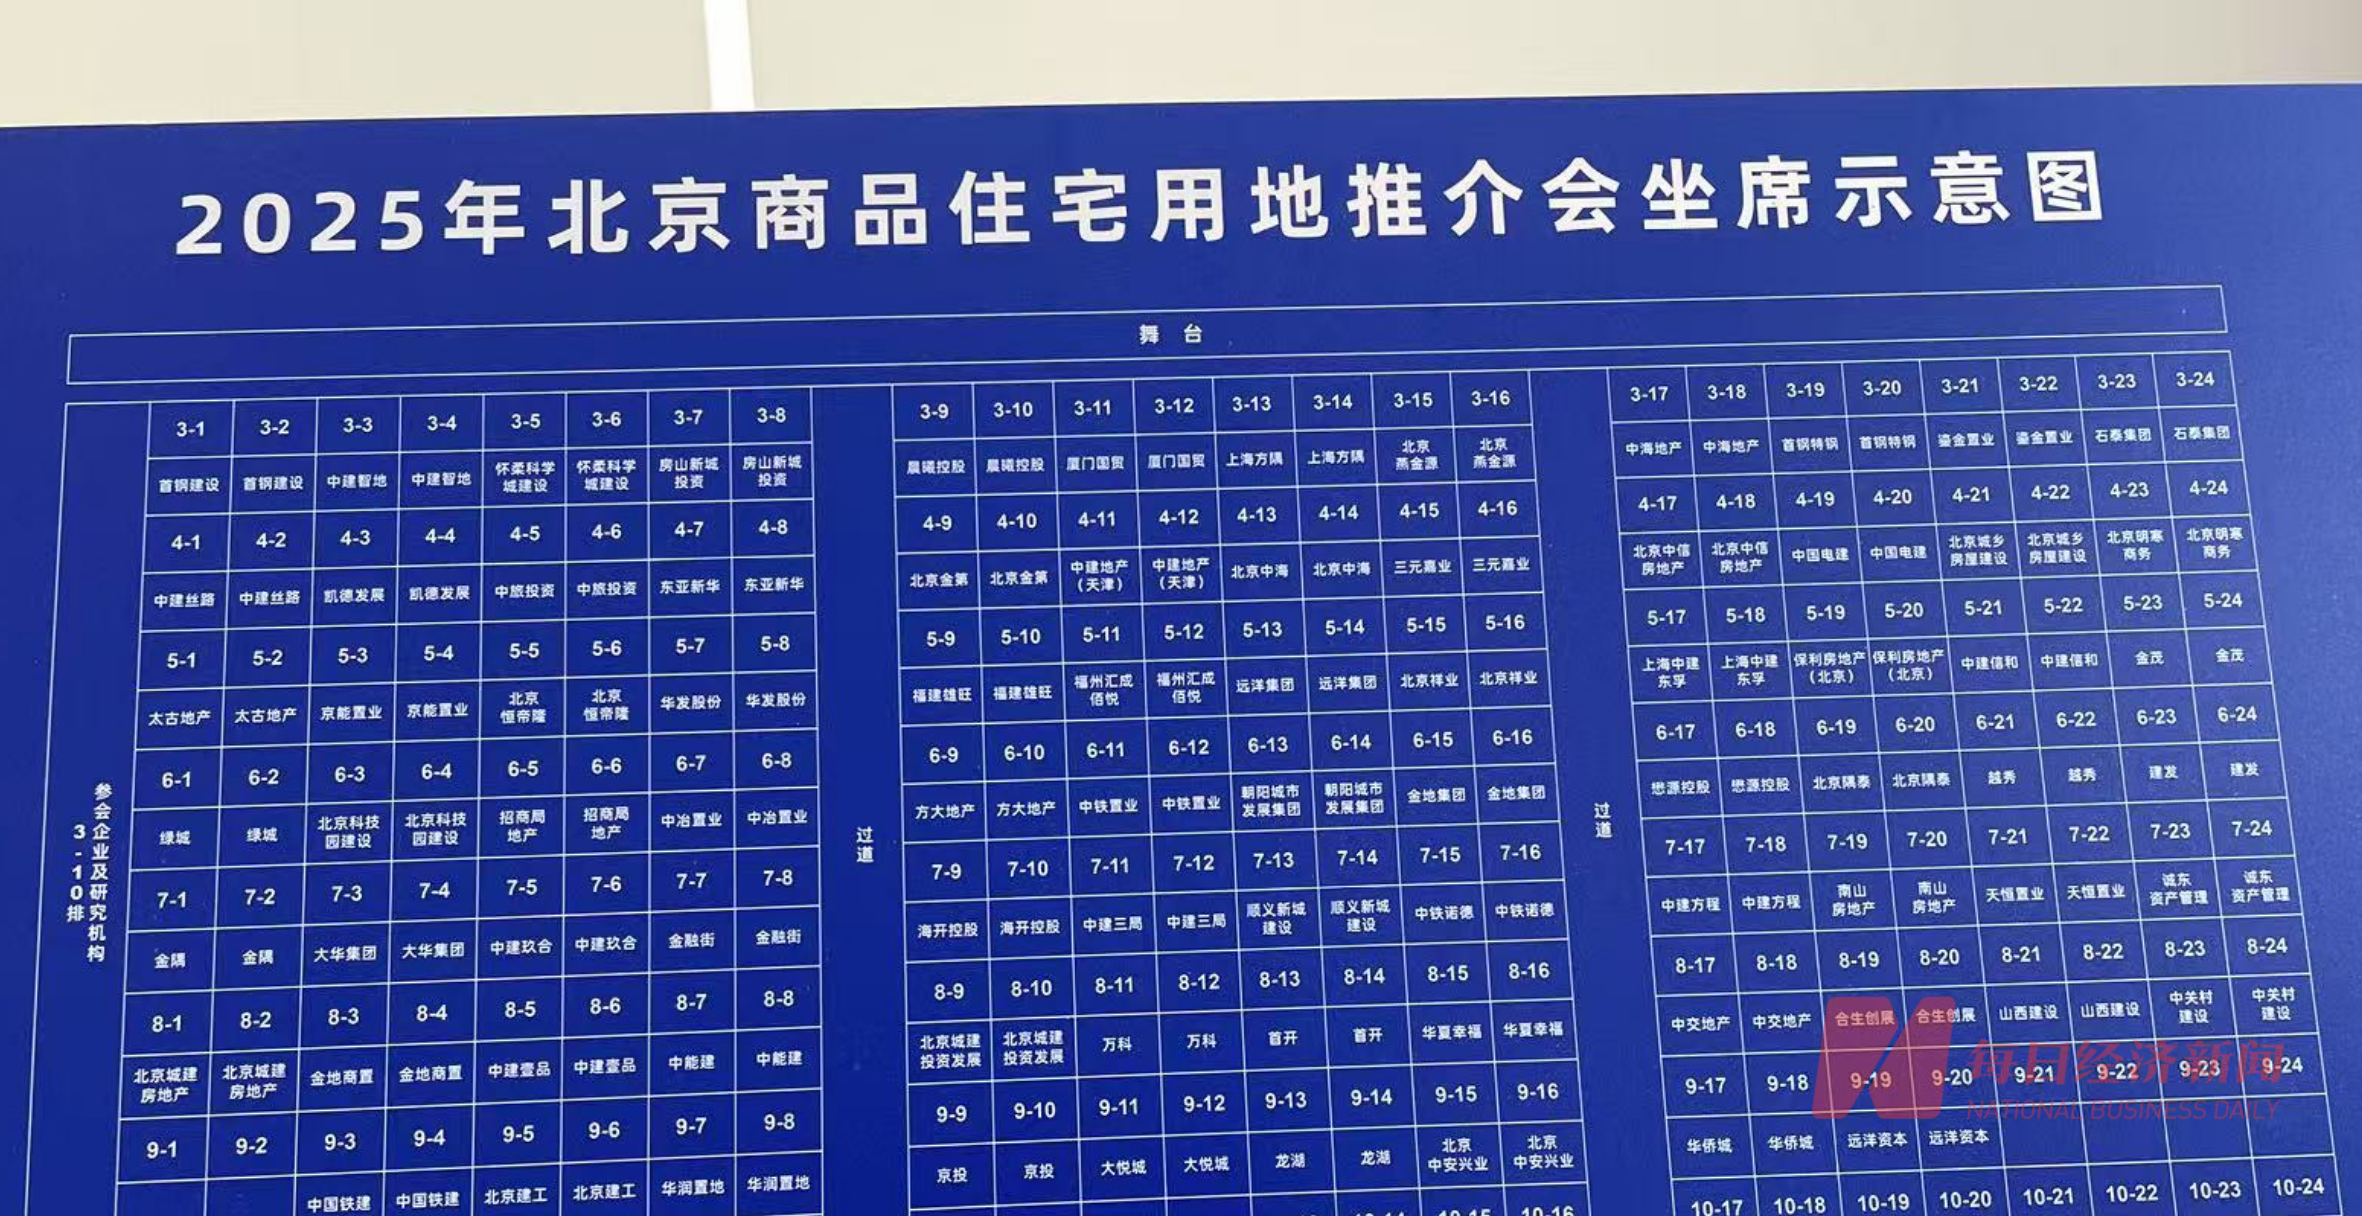 2025年北京商品住宅用地推介会坐席示意图
舞 台
参会企业及研究机构
3-10排
3-1 3-2 3-3 3-4 3-5 3-6 3-7 3-8
首钢建设 首钢建设 中建智地 中建智地 怀柔科学城建设 怀柔科学城建设 房山新城投资 房山新城投资
4-1 4-2 4-3 4-4 4-5 4-6 4-7 4-8
中建丝路 中建丝路 凯德发展 凯德发展 中旅投资 中旅投资 东亚新华 东亚新华
5-1 5-2 5-3 5-4 5-5 5-6 5-7 5-8
太古地产 太古地产 京能置业 京能置业 北京恒帝隆 北京恒帝隆 华发股份 华发股份
6-1 6-2 6-3 6-4 6-5 6-6 6-7 6-8
绿城 绿城 北京科技园建设 北京科技园建设 招商局地产 招商局地产 中冶置业 中冶置业
7-1 7-2 7-3 7-4 7-5 7-6 7-7 7-8
金隅 金隅 大华集团 大华集团 中建玖合 中建玖合 金融街 金融街
8-1 8-2 8-3 8-4 8-5 8-6 8-7 8-8
北京城建房地产 北京城建房地产 金地商置 金地商置 中建壹品 中建壹品 中能建 中能建
9-1 9-2 9-3 9-4 9-5 9-6 9-7 9-8
中国铁建 中国铁建 北京建工 北京建工 华润置地 华润置地
过道
3-9 3-10 3-11 3-12 3-13 3-14 3-15 3-16
晨曦控股 晨曦控股 厦门国贸 厦门国贸 上海方隅 上海方隅 北京燕金源 北京燕金源
4-9 4-10 4-11 4-12 4-13 4-14 4-15 4-16
北京金第 北京金第 中建地产（天津） 中建地产（天津） 北京中海 北京中海 三元嘉业 三元嘉业
5-9 5-10 5-11 5-12 5-13 5-14 5-15 5-16
福建雄旺 福建雄旺 福州汇成佰悦 福州汇成佰悦 远洋集团 远洋集团 北京祥业 北京祥业
6-9 6-10 6-11 6-12 6-13 6-14 6-15 6-16
方大地产 方大地产 中铁置业 中铁置业 朝阳城市发展集团 朝阳城市发展集团 金地集团 金地集团
7-9 7-10 7-11 7-12 7-13 7-14 7-15 7-16
海开控股 海开控股 中建三局 中建三局 顺义新城建设 顺义新城建设 中铁诺德 中铁诺德
8-9 8-10 8-11 8-12 8-13 8-14 8-15 8-16
北京城建投资发展 北京城建投资发展 万科 万科 首开 首开 华夏幸福 华夏幸福
9-9 9-10 9-11 9-12 9-13 9-14 9-15 9-16
京投 京投 大悦城 大悦城 龙湖 龙湖 北京中安兴业 北京中安兴业
10-15 10-16
过道
3-17 3-18 3-19 3-20 3-21 3-22 3-23 3-24
中海地产 中海地产 首钢特钢 首钢特钢 鎏金置业 鎏金置业 石泰集团 石泰集团
4-17 4-18 4-19 4-20 4-21 4-22 4-23 4-24
北京中信房地产 北京中信房地产 中国电建 中国电建 北京城乡房屋建设 北京城乡房屋建设 北京明寒商务 北京明寒商务
5-17 5-18 5-19 5-20 5-21 5-22 5-23 5-24
上海中建东孚 上海中建东孚 保利房地产（北京） 保利房地产（北京） 中建信和 中建信和 金茂 金茂
6-17 6-18 6-19 6-20 6-21 6-22 6-23 6-24
懋源控股 懋源控股 北京隅泰 北京隅泰 越秀 越秀 建发 建发
7-17 7-18 7-19 7-20 7-21 7-22 7-23 7-24
中建方程 中建方程 南山房地产 南山房地产 天恒置业 天恒置业 诚东资产管理 诚东资产管理
8-17 8-18 8-19 8-20 8-21 8-22 8-23 8-24
中交地产 中交地产 合生创展 合生创展 山西建设 山西建设 中关村建设 中关村建设
9-17 9-18 9-19 9-20 9-21 9-22 9-23 9-24
华侨城 华侨城 远洋资本 远洋资本
10-17 10-18 10-19 10-20 10-21 10-22 10-23 10-24
每日经济新闻
NATIONAL BUSINESS DAILY